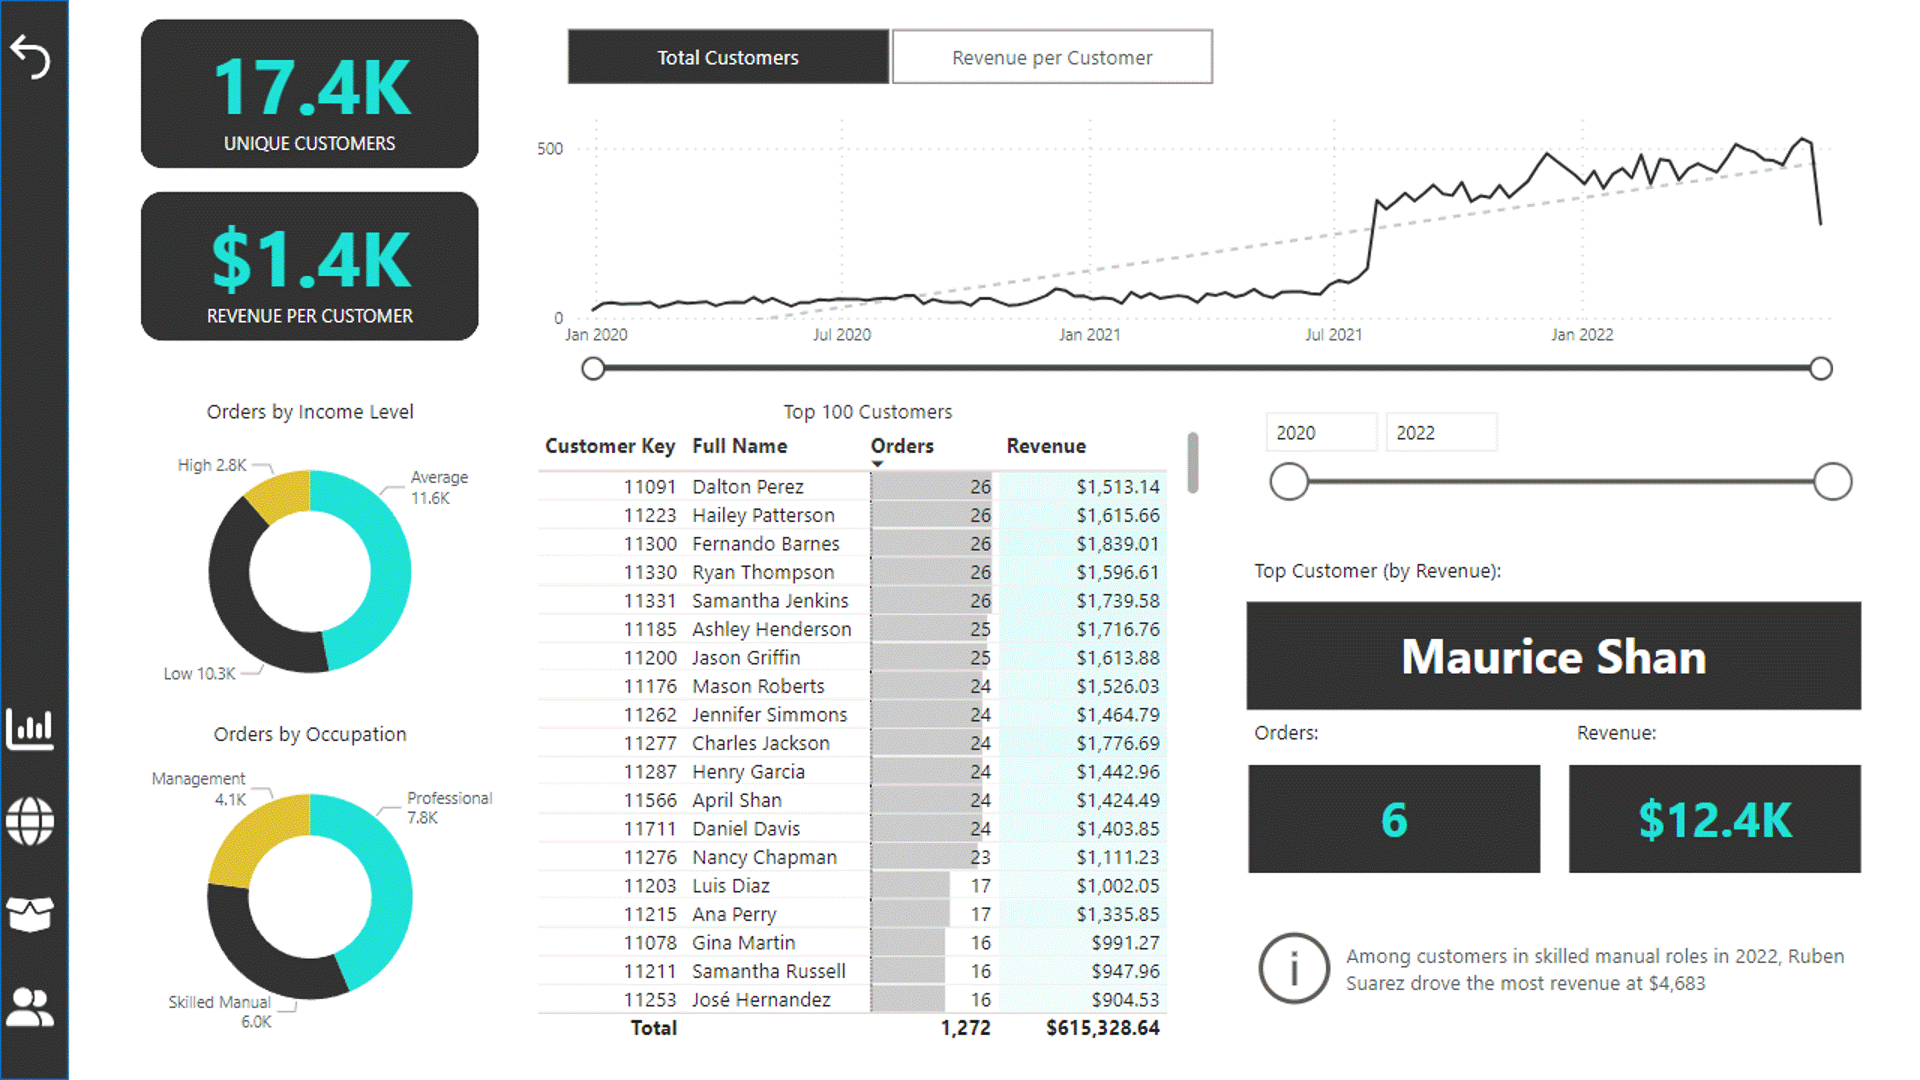 17.4K
UNIQUE CUSTOMERS
$1.4K
REVENUE PER CUSTOMER
Total Customers
Revenue per Customer
500
0
Jan 2020 Jul 2020 Jan 2021 Jul 2021 Jan 2022
Orders by Income Level
High 2.8K
Average
11.6K
Low 10.3K
Orders by Occupation
Management
4.1K
Professional
7.8K
Skilled Manual
6.0K
Top 100 Customers
Customer Key Full Name Orders Revenue
11091 Dalton Perez 26 $1,513.14
11223 Hailey Patterson 26 $1,615.66
11300 Fernando Barnes 26 $1,839.01
11330 Ryan Thompson 26 $1,596.61
11331 Samantha Jenkins 26 $1,739.58
11185 Ashley Henderson 25 $1,716.76
11200 Jason Griffin 25 $1,613.88
11176 Mason Roberts 24 $1,526.03
11262 Jennifer Simmons 24 $1,464.79
11277 Charles Jackson 24 $1,776.69
11287 Henry Garcia 24 $1,442.96
11566 April Shan 24 $1,424.49
11711 Daniel Davis 24 $1,403.85
11276 Nancy Chapman 23 $1,111.23
11203 Luis Diaz 17 $1,002.05
11215 Ana Perry 17 $1,335.85
11078 Gina Martin 16 $991.27
11211 Samantha Russell 16 $947.96
11253 José Hernandez 16 $904.53
Total 1,272 $615,328.64
2020 2022
Top Customer (by Revenue):
Maurice Shan
Orders: Revenue:
6 $12.4K
Among customers in skilled manual roles in 2022, Ruben
Suarez drove the most revenue at $4,683